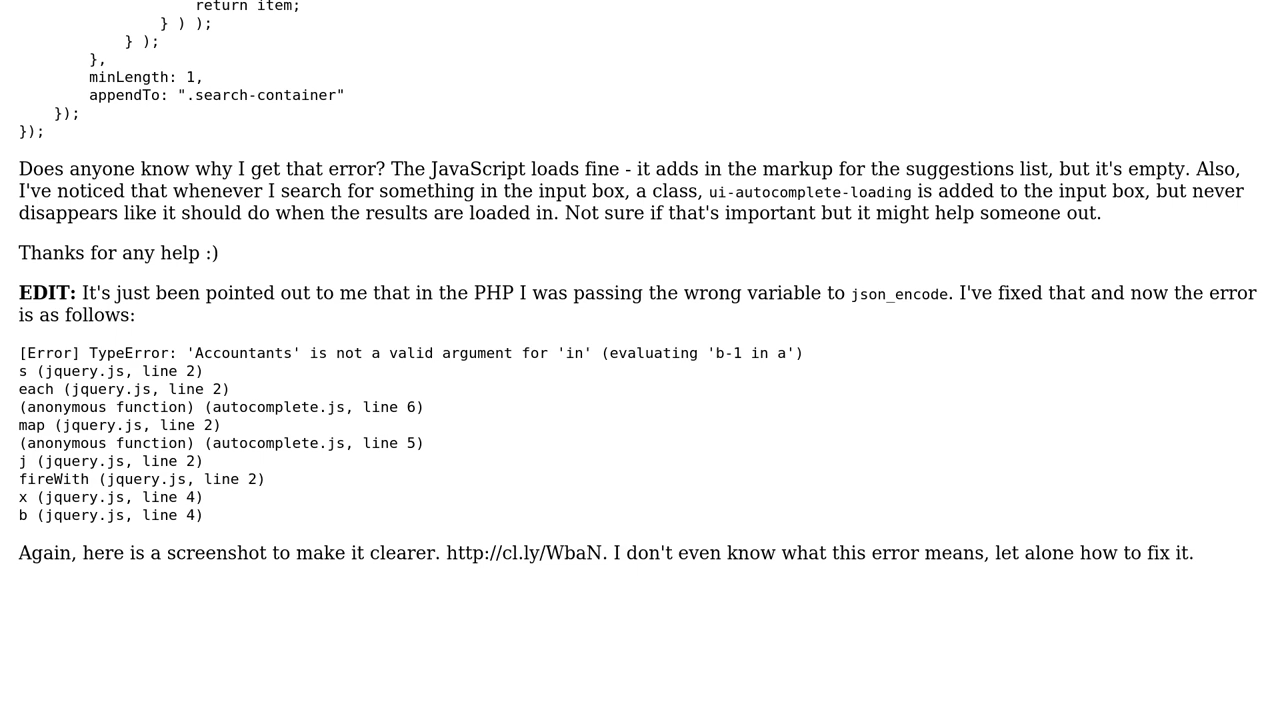 return item;
} ) );
} );
},
minLength: 1,
appendTo: ".search-container"
});
});
Does anyone know why I get that error? The JavaScript loads fine - it adds in the markup for the suggestions list, but it's empty. Also,
I've noticed that whenever I search for something in the input box, a class, ui-autocomplete-loading is added to the input box, but never
disappears like it should do when the results are loaded in. Not sure if that's important but it might help someone out.
Thanks for any help :)
EDIT: It's just been pointed out to me that in the PHP I was passing the wrong variable to json_encode. I've fixed that and now the error
is as follows:
[Error] TypeError: 'Accountants' is not a valid argument for 'in' (evaluating 'b-1 in a')
s (jquery.js, line 2)
each (jquery.js, line 2)
(anonymous function) (autocomplete.js, line 6)
map (jquery.js, line 2)
(anonymous function) (autocomplete.js, line 5)
j (jquery.js, line 2)
fireWith (jquery.js, line 2)
x (jquery.js, line 4)
b (jquery.js, line 4)
Again, here is a screenshot to make it clearer. http://cl.ly/WbaN. I don't even know what this error means, let alone how to fix it.